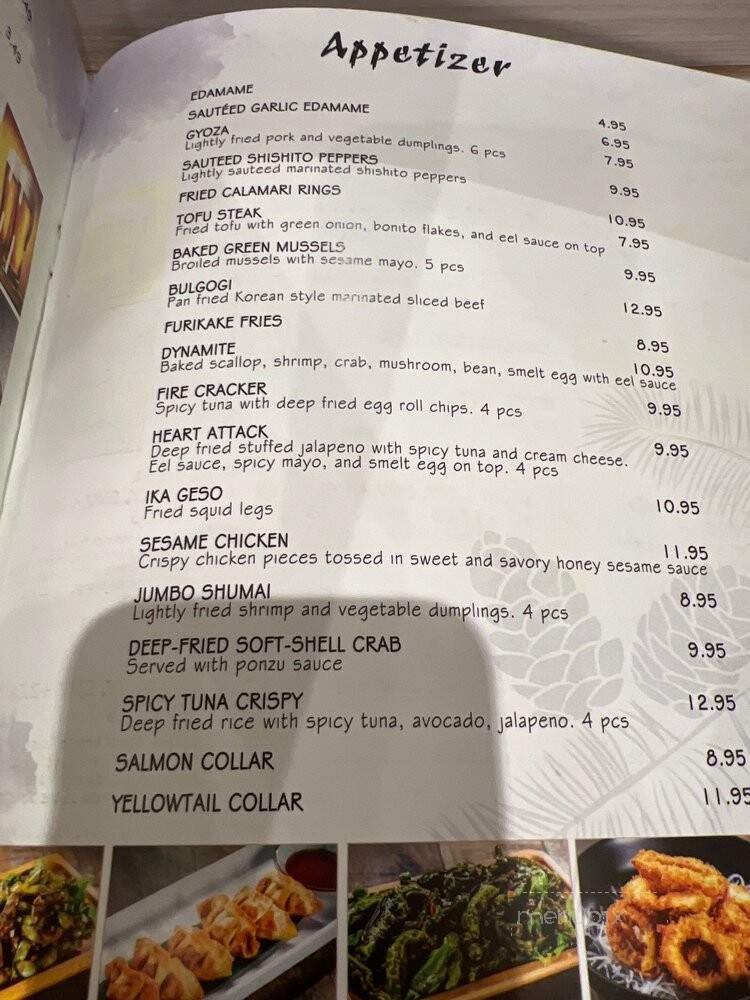 Appetizer
EDAMAME 4.95
SAUTÉED GARLIC EDAMAME 6.95
GYOZA 7.95
Lightly fried pork and vegetable dumplings. 6 pcs
SAUTEED SHISHITO PEPPERS 9.95
Lightly sauteed marinated shishito peppers
FRIED CALAMARI RINGS 10.95
TOFU STEAK 7.95
Fried tofu with green onion, bonito flakes, and eel sauce on top
BAKED GREEN MUSSELS 9.95
Broiled mussels with sesame mayo. 5 pcs
BULGOGI 12.95
Pan fried Korean style marinated sliced beef
FURIKAKE FRIES 8.95
DYNAMITE 10.95
Baked scallop, shrimp, crab, mushroom, bean, smelt egg with eel sauce
FIRE CRACKER 9.95
Spicy tuna with deep fried egg roll chips. 4 pcs
HEART ATTACK 9.95
Deep fried stuffed jalapeno with spicy tuna and cream cheese.
Eel sauce, spicy mayo, and smelt egg on top. 4 pcs
IKA GESO 10.95
Fried squid legs
SESAME CHICKEN 11.95
Crispy chicken pieces tossed in sweet and savory honey sesame sauce
JUMBO SHUMAI 8.95
Lightly fried shrimp and vegetable dumplings. 4 pcs
DEEP-FRIED SOFT-SHELL CRAB 9.95
Served with ponzu sauce
SPICY TUNA CRISPY 12.95
Deep fried rice with spicy tuna, avocado, jalapeno. 4 pcs
SALMON COLLAR 8.95
YELLOWTAIL COLLAR 11.95